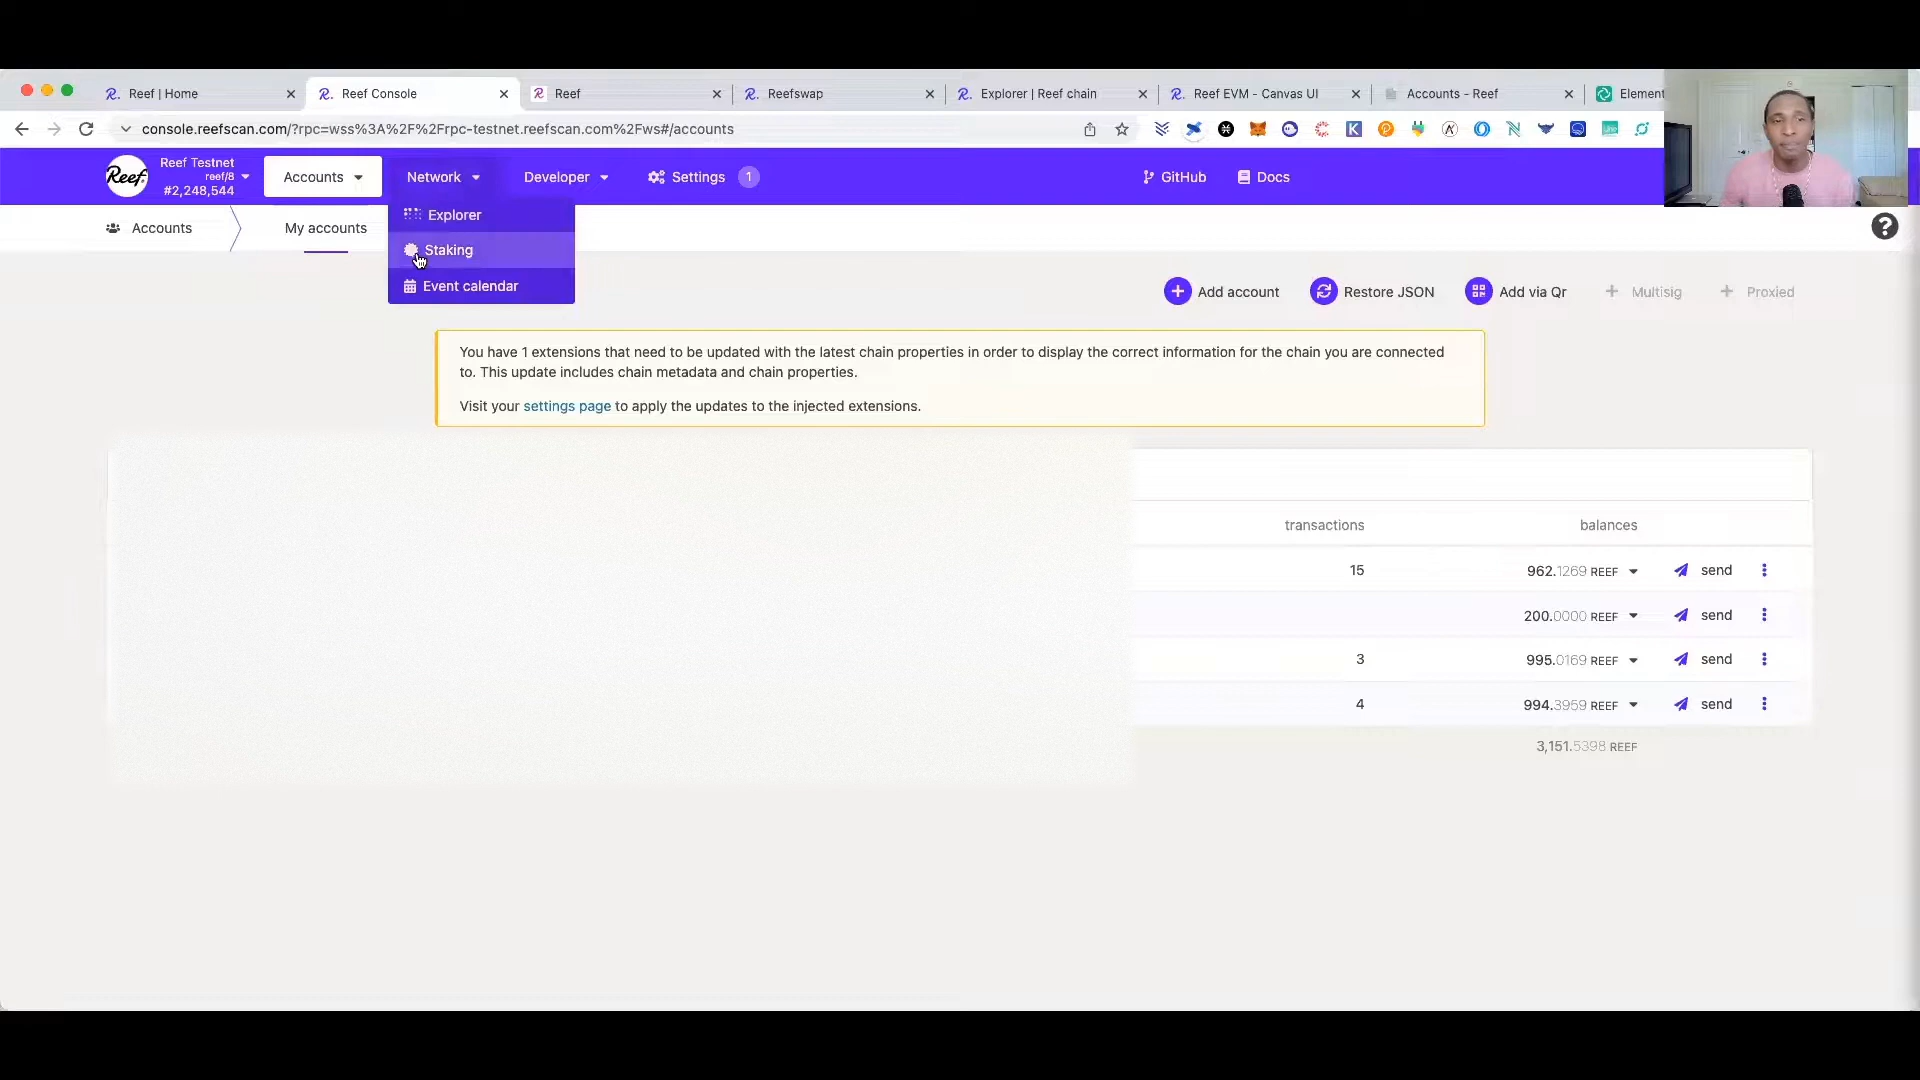 Reef | Home
Reef Console
Reef
Reefswap
Explorer | Reef chain
Reef EVM - Canvas UI
Accounts - Reef
Element
console.reefscan.com/?rpc=wss%3A%2F%2Frpc-testnet.reefscan.com%2Fws#/accounts
Reef
Reef Testnet
reef/8
#2,248,544
Accounts
Network
Developer
Settings
1
GitHub
Docs
Accounts
My accounts
Explorer
Staking
Event calendar
Add account
Restore JSON
Add via Qr
Multisig
Proxied
You have 1 extensions that need to be updated with the latest chain properties in order to display the correct information for the chain you are connected
to. This update includes chain metadata and chain properties.
Visit your settings page to apply the updates to the injected extensions.
transactions
balances
15
962.1269 REEF
send
200.0000 REEF
send
3
995.0169 REEF
send
4
994.3959 REEF
send
3,151.5398 REEF